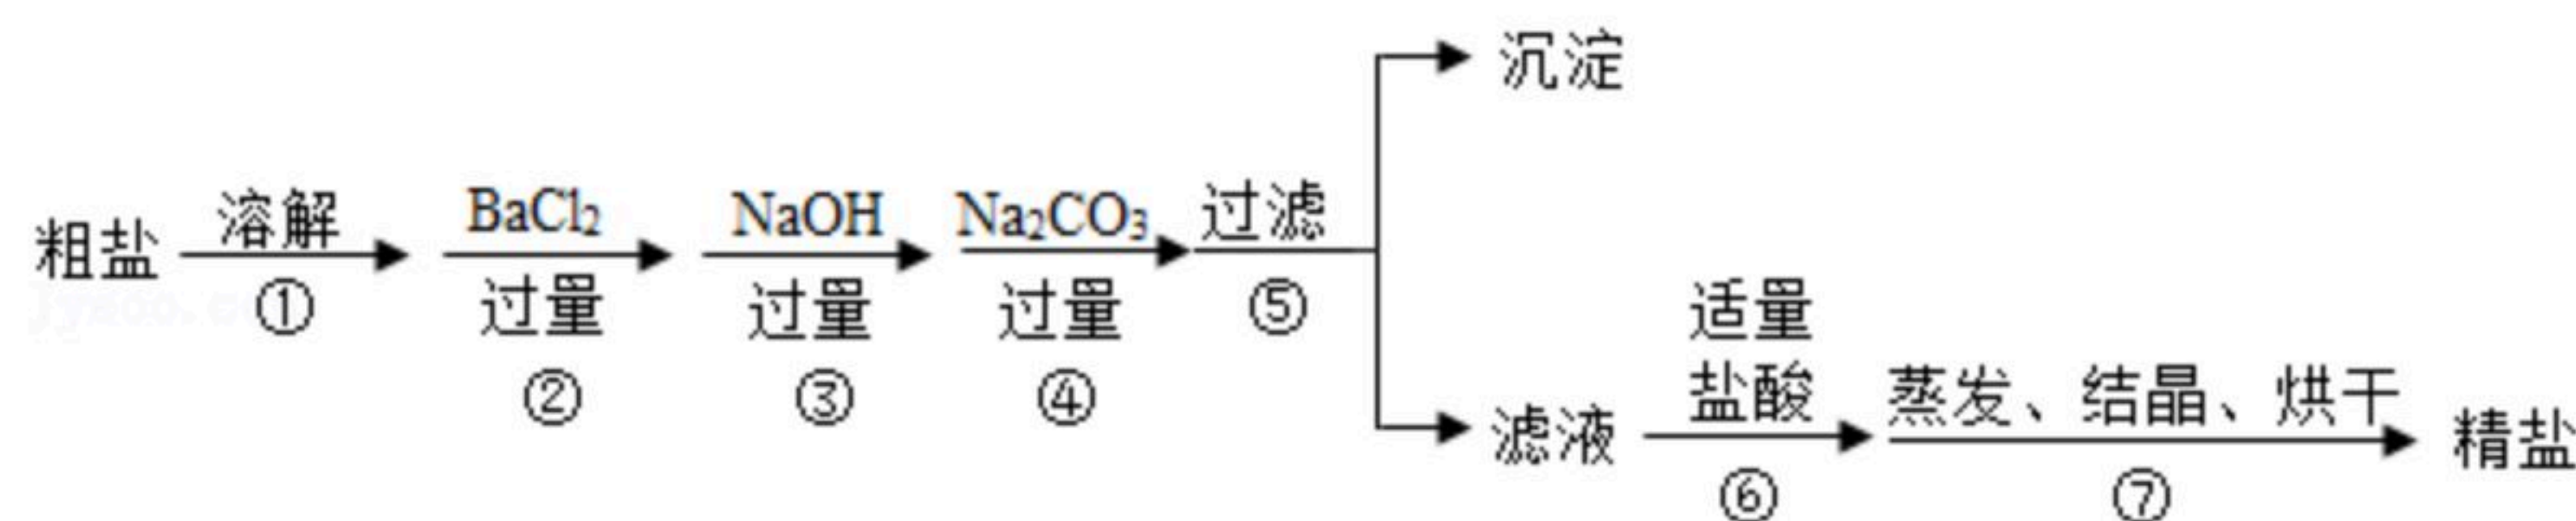 沉淀
粗盐 溶解 BaCl₂ NaOH Na₂CO₃ 过滤
① 过量 过量 过量 ⑤
② ③ ④
适量
滤液 盐酸 蒸发、结晶、烘干 精盐
⑥ ⑦